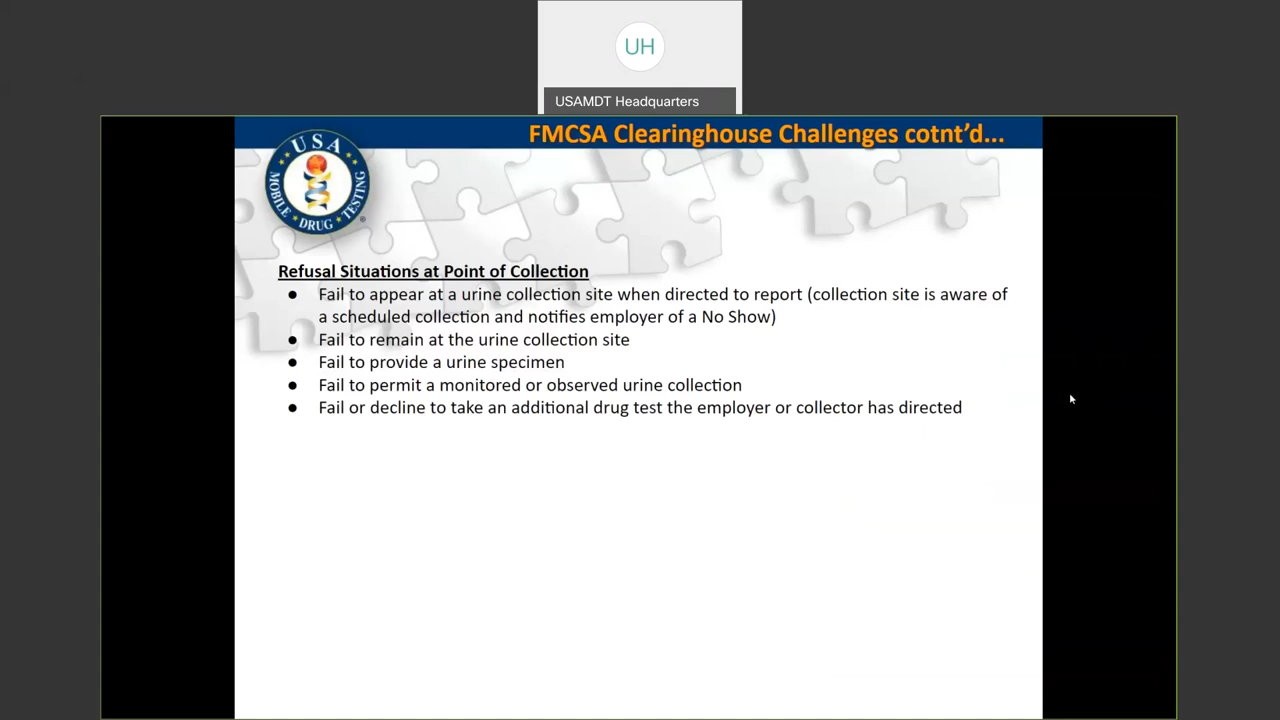 UH
USAMDT Headquarters
FMCSA Clearinghouse Challenges cotnt'd...
USA
MOBILE DRUG TESTING
®
Refusal Situations at Point of Collection
● Fail to appear at a urine collection site when directed to report (collection site is aware of
a scheduled collection and notifies employer of a No Show)
● Fail to remain at the urine collection site
● Fail to provide a urine specimen
● Fail to permit a monitored or observed urine collection
● Fail or decline to take an additional drug test the employer or collector has directed